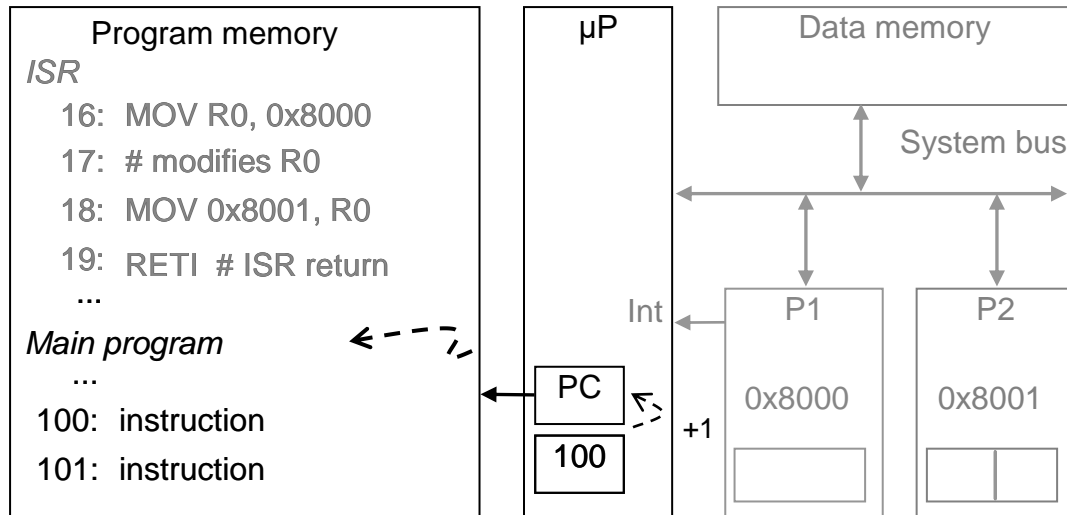 Program memory
ISR
16: MOV R0, 0x8000
17: # modifies R0
18: MOV 0x8001, R0
19: RETI # ISR return
...
Main program
...
100: instruction
101: instruction
µP
Int
PC
100
+1
Data memory
System bus
P1
0x8000
P2
0x8001